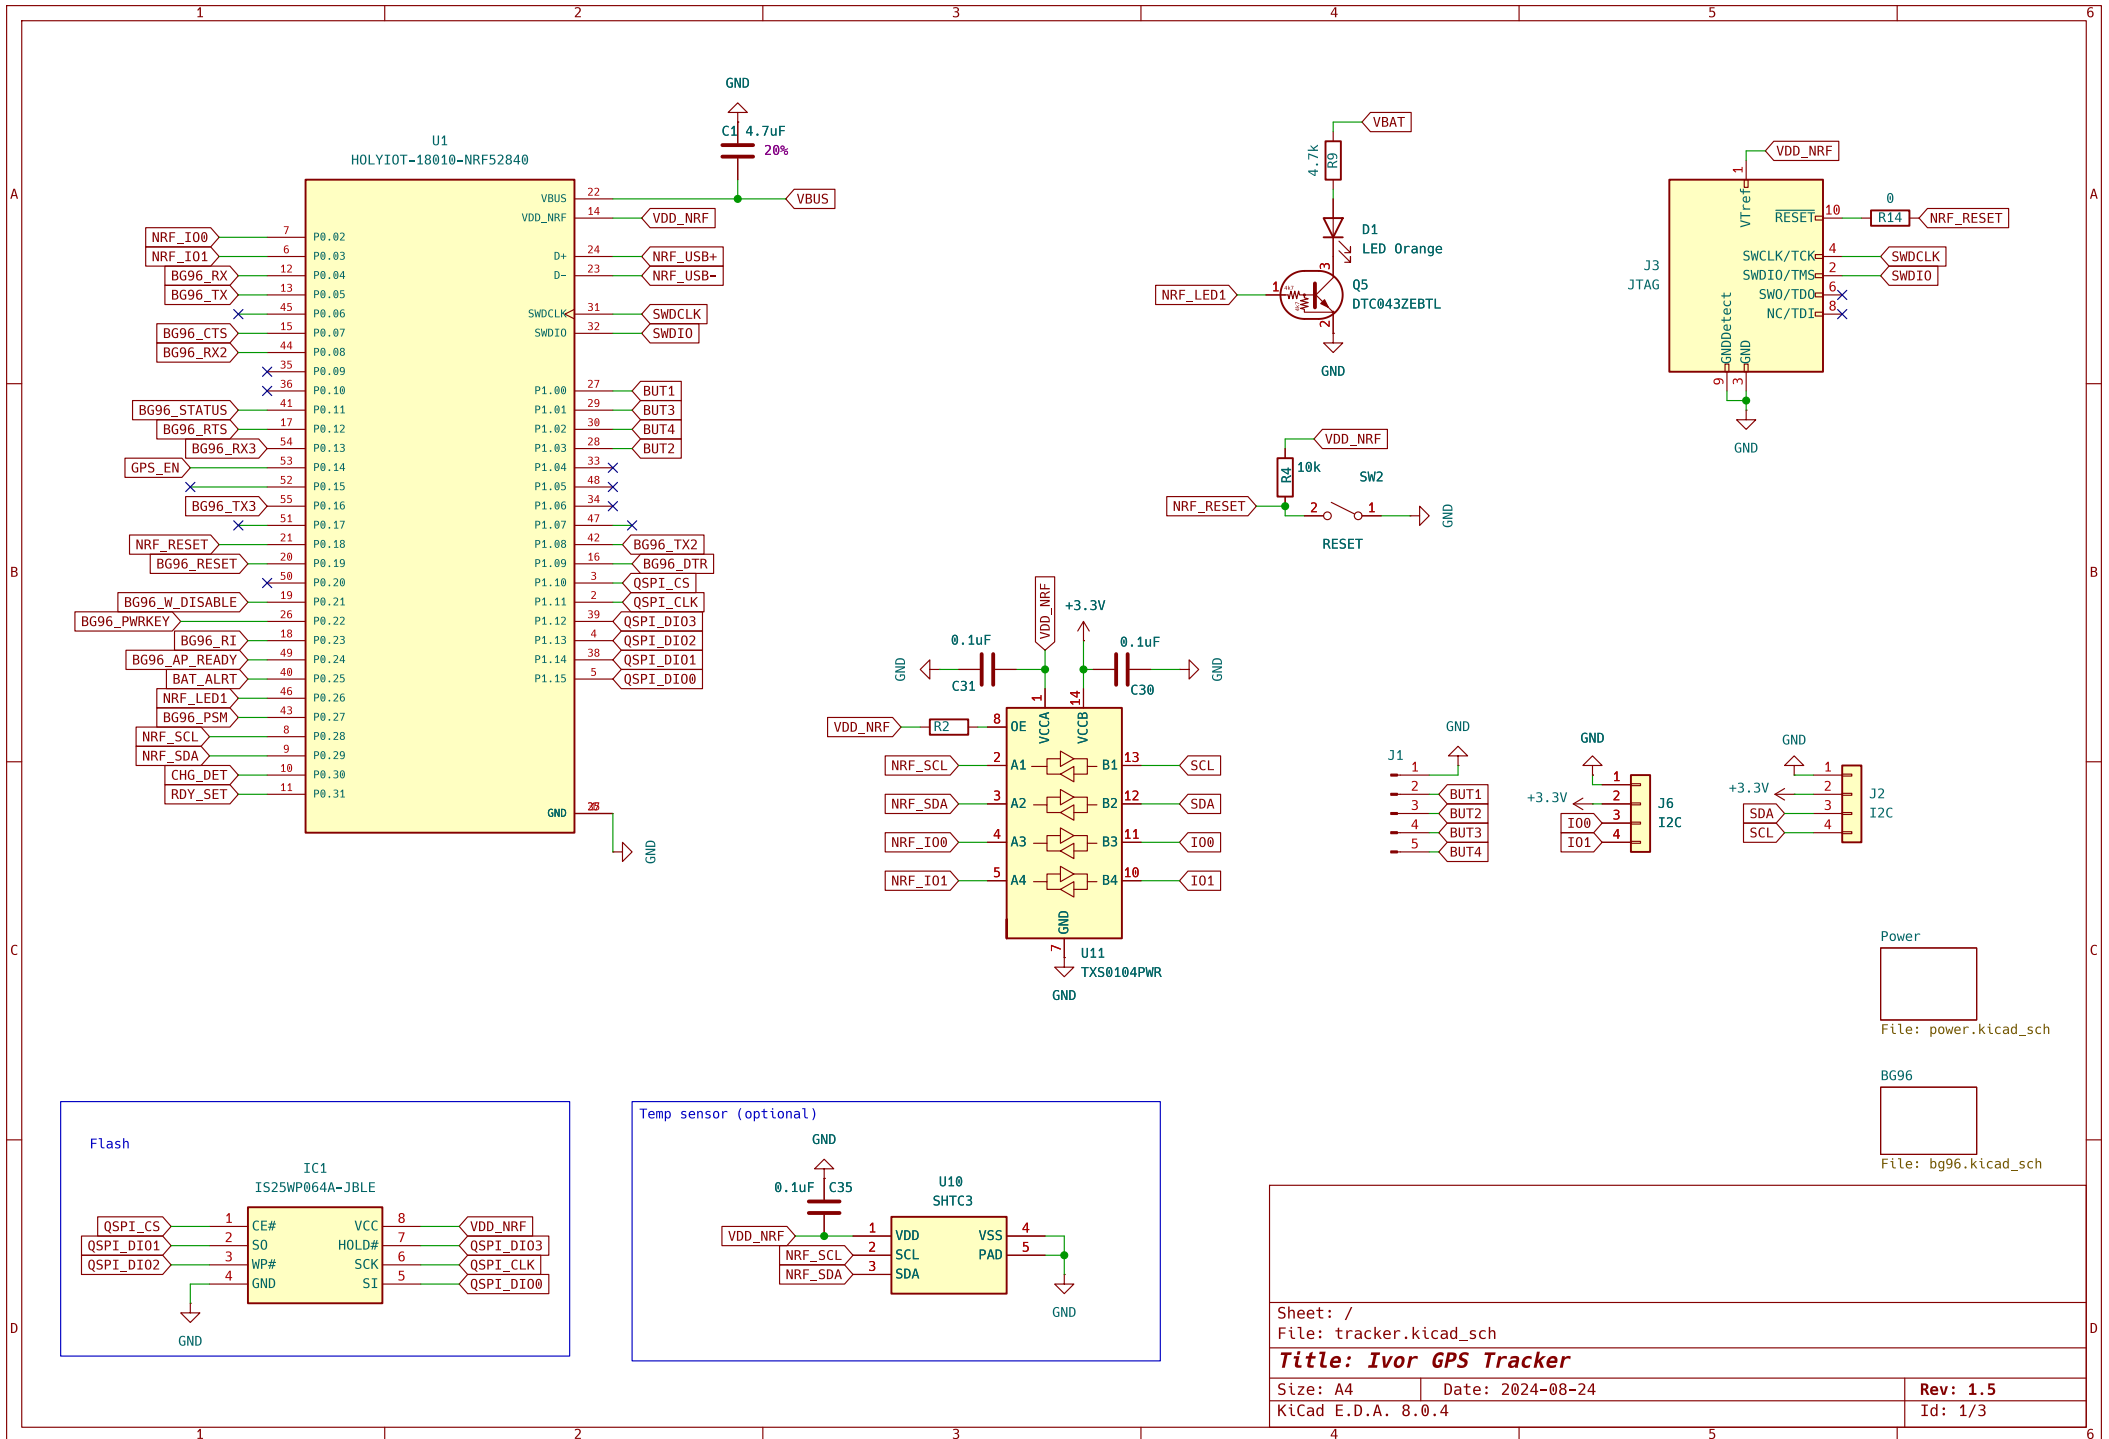 1 2 3 4 5 6
A
B
C
D
A
B
C
D
1 2 3 4 5 6
U1
HOLYIOT-18010-NRF52840
NRF_IO0 7 P0.02
NRF_IO1 6 P0.03
BG96_RX 12 P0.04
BG96_TX 13 P0.05
45 P0.06
BG96_CTS 15 P0.07
BG96_RX2 44 P0.08
35 P0.09
36 P0.10
BG96_STATUS 41 P0.11
BG96_RTS 17 P0.12
BG96_RX3 54 P0.13
GPS_EN 53 P0.14
52 P0.15
BG96_TX3 55 P0.16
51 P0.17
NRF_RESET 21 P0.18
BG96_RESET 20 P0.19
50 P0.20
BG96_W_DISABLE 19 P0.21
BG96_PWRKEY 26 P0.22
BG96_RI 18 P0.23
BG96_AP_READY 49 P0.24
BAT_ALRT 40 P0.25
NRF_LED1 46 P0.26
BG96_PSM 43 P0.27
NRF_SCL 8 P0.28
NRF_SDA 9 P0.29
CHG_DET 10 P0.30
RDY_SET 11 P0.31
VBUS 22 VBUS
VDD_NRF 14 VDD_NRF
D+ 24 NRF_USB+
D- 23 NRF_USB-
SWDCLK 31 SWDCLK
SWDIO 32 SWDIO
P1.00 27 BUT1
P1.01 29 BUT3
P1.02 30 BUT4
P1.03 28 BUT2
P1.04 33
P1.05 48
P1.06 34
P1.07 47
P1.08 42 BG96_TX2
P1.09 16 BG96_DTR
P1.10 3 QSPI_CS
P1.11 2 QSPI_CLK
P1.12 39 QSPI_DIO3
P1.13 4 QSPI_DIO2
P1.14 38 QSPI_DIO1
P1.15 5 QSPI_DIO0
GND
GND
GND
C1 4.7uF
20%
VBAT
4.7k R9
D1
LED Orange
3
NRF_LED1 1
4k7
4k7
Q5
DTC043ZEBTL
2
GND
VDD_NRF
1
VTref
J3
JTAG
RESET 10
0
R14
NRF_RESET
SWCLK/TCK 4 SWDCLK
SWDIO/TMS 2 SWDIO
SWO/TDO 6
NC/TDI 8
GNDDetect GND
9 3
GND
VDD_NRF
R4 10k
SW2
NRF_RESET
2 1
GND
RESET
VDD_NRF
+3.3V
GND
0.1uF
C31
0.1uF
C30
GND
1 14
VCCA VCCB
VDD_NRF R2 8 OE
NRF_SCL 2 A1 B1 13 SCL
NRF_SDA 3 A2 B2 12 SDA
NRF_IO0 4 A3 B3 11 IO0
NRF_IO1 5 A4 B4 10 IO1
GND
7
U11
TXS0104PWR
GND
J1
GND
1
2 BUT1
3 BUT2
4 BUT3
5 BUT4
GND
1
+3.3V 2
IO0 3
IO1 4
J6
I2C
GND
1
+3.3V 2
SDA 3
SCL 4
J2
I2C
Power
File: power.kicad_sch
BG96
File: bg96.kicad_sch
Flash
IC1
IS25WP064A-JBLE
QSPI_CS 1 CE# VCC 8 VDD_NRF
QSPI_DIO1 2 SO HOLD# 7 QSPI_DIO3
QSPI_DIO2 3 WP# SCK 6 QSPI_CLK
4 GND SI 5 QSPI_DIO0
GND
Temp sensor (optional)
GND
0.1uF C35
U10
SHTC3
VDD_NRF 1 VDD VSS 4
NRF_SCL 2 SCL PAD 5
NRF_SDA 3 SDA
GND
Sheet: /
File: tracker.kicad_sch
Title: Ivor GPS Tracker
Size: A4 Date: 2024-08-24 Rev: 1.5
KiCad E.D.A. 8.0.4 Id: 1/3